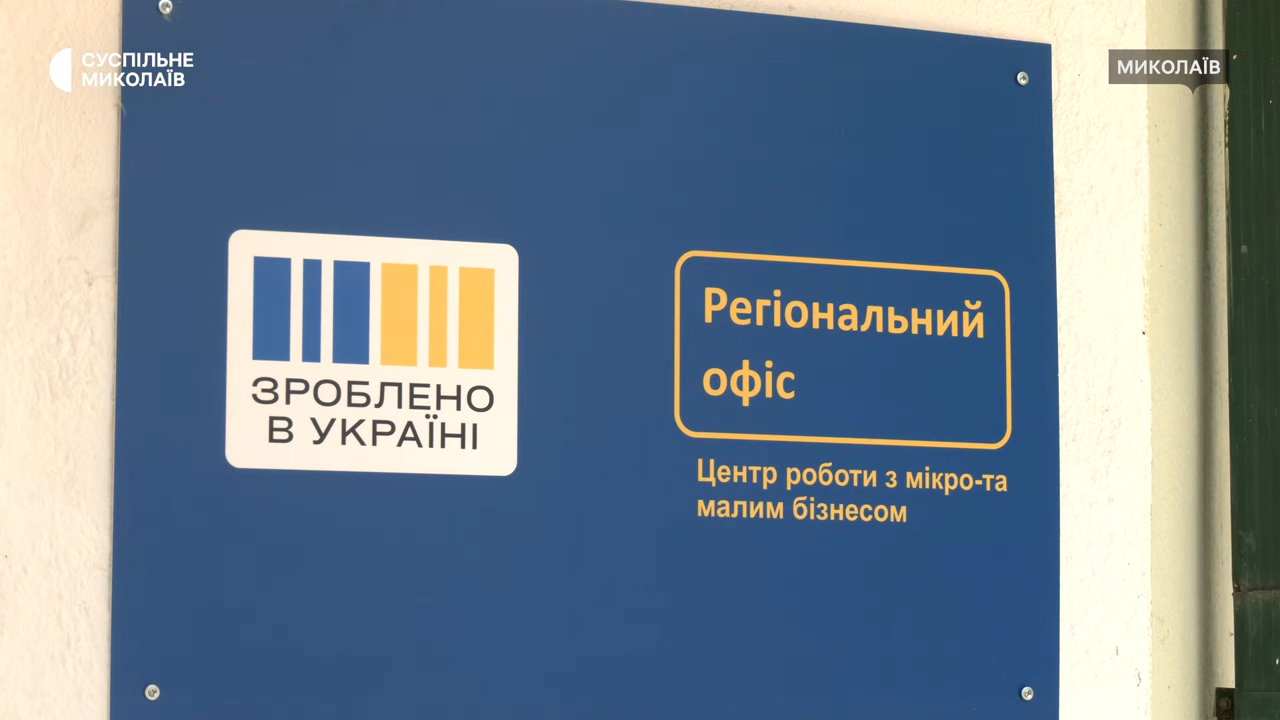 СУСПІЛЬНЕ
МИКОЛАЇВ
МИКОЛАЇВ
ЗРОБЛЕНО
В УКРАЇНІ
Регіональний
офіс
Центр роботи з мікро-та
малим бізнесом